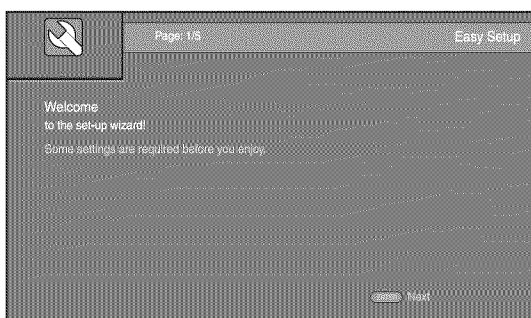 Page: 1/5
Easy Setup
Welcome
to the set-up wizard!
Some settings are required before you enjoy.
Next